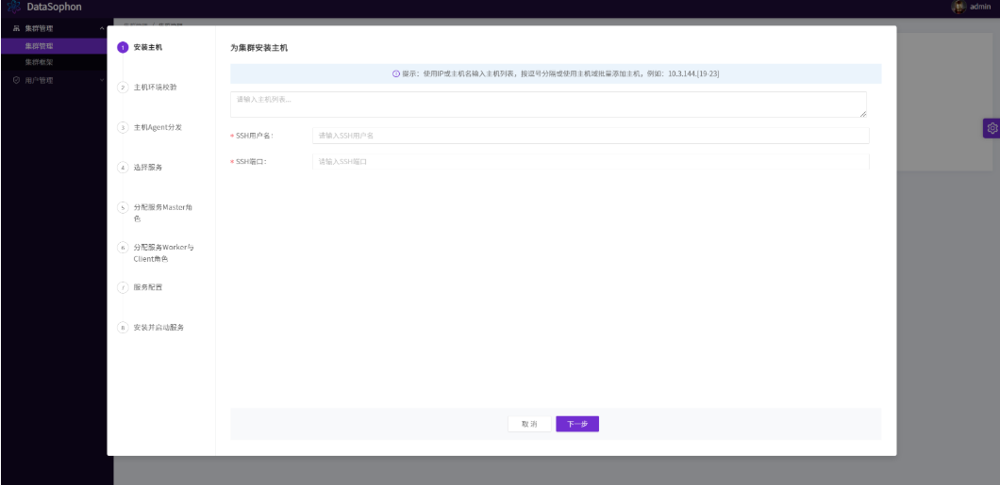 DataSophon
admin
集群管理
集群管理
集群框架
用户管理
1 安装主机
2 主机环境校验
3 主机Agent分发
4 选择服务
5 分配服务Master角
色
6 分配服务Worker与
Client角色
7 服务配置
8 安装并启动服务
为集群安装主机
提示：使用IP或主机名输入主机列表，按逗号分隔或使用主机域批量添加主机，例如：10.3.144.[19-23]
请输入主机列表...
* SSH用户名：
请输入SSH用户名
* SSH端口：
请输入SSH端口
取 消
下一步